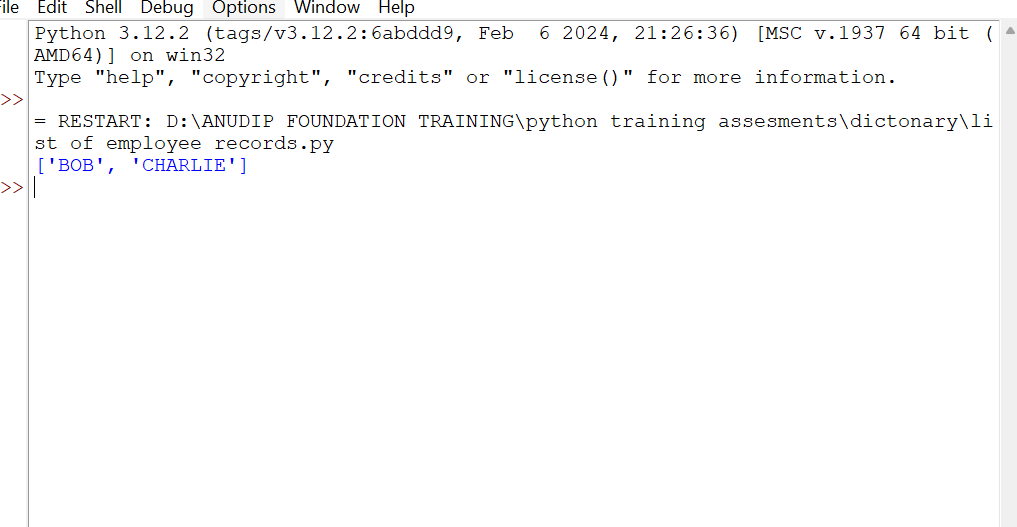 ile Edit Shell Debug Options Window Help
Python 3.12.2 (tags/v3.12.2:6abddd9, Feb  6 2024, 21:26:36) [MSC v.1937 64 bit (
AMD64)] on win32
Type "help", "copyright", "credits" or "license()" for more information.
>>
= RESTART: D:\ANUDIP FOUNDATION TRAINING\python training assesments\dictonary\li
st of employee records.py
['BOB', 'CHARLIE']
>>